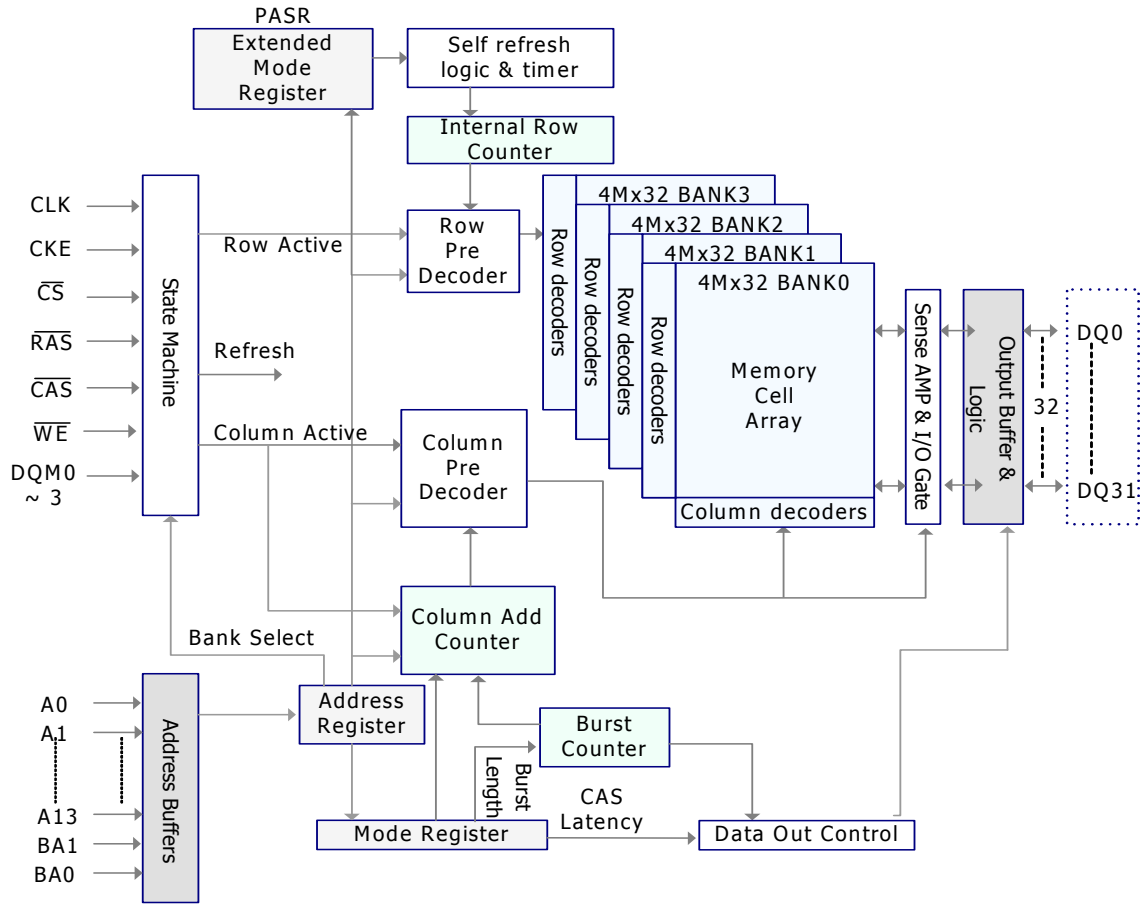 PASR
Extended
Mode
Register
Self refresh
logic & timer
Internal Row
Counter
CLK
CKE
C̅S̅
R̅A̅S̅
C̅A̅S̅
W̅E̅
DQM0
~ 3
State Machine
Row Active
Refresh
Column Active
Row
Pre
Decoder
Column
Pre
Decoder
4Mx32 BANK3
4Mx32 BANK2
4Mx32 BANK1
4Mx32 BANK0
Row decoders
Row decoders
Row decoders
Row decoders
Memory
Cell
Array
Column decoders
Sense AMP & I/O Gate
Output Buffer &
Logic
DQ0
32
DQ31
Column Add
Counter
Bank Select
A0
A1
A13
BA1
BA0
Address Buffers
Address
Register
Burst
Counter
Burst
Length
CAS
Latency
Mode Register
Data Out Control